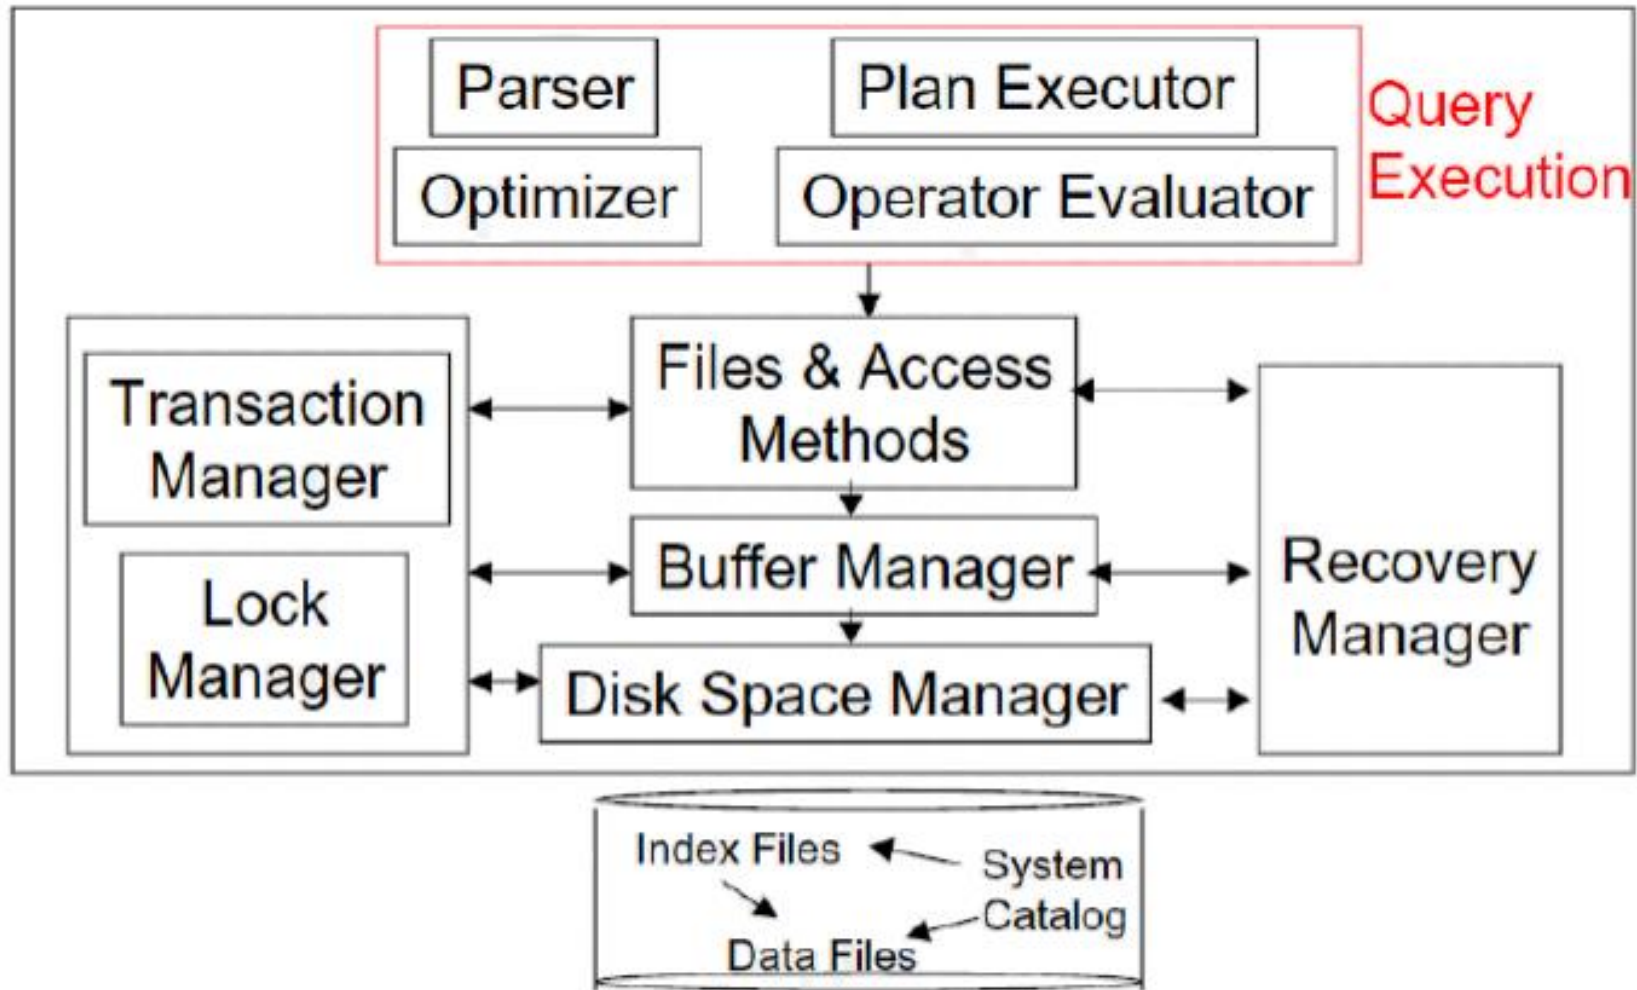 Parser
Plan Executor
Optimizer
Operator Evaluator
Query
Execution
Transaction
Manager
Lock
Manager
Files & Access
Methods
Buffer Manager
Disk Space Manager
Recovery
Manager
Index Files
System
Catalog
Data Files